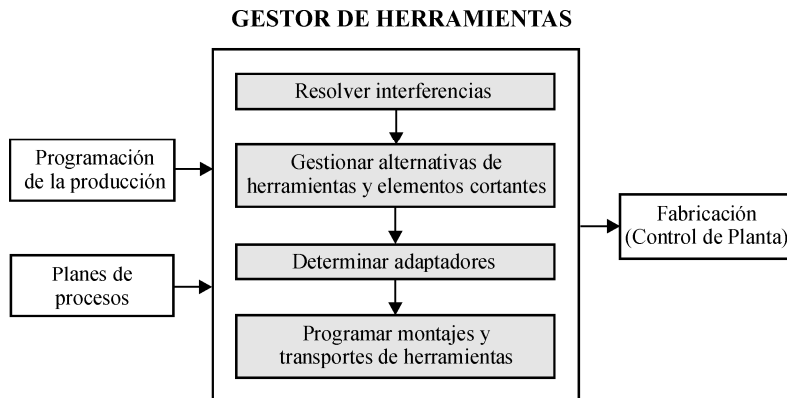 GESTOR DE HERRAMIENTAS
Resolver interferencias
Programación
de la producción
Gestionar alternativas de
herramientas y elementos cortantes
Fabricación
(Control de Planta)
Planes de
procesos
Determinar adaptadores
Programar montajes y
transportes de herramientas